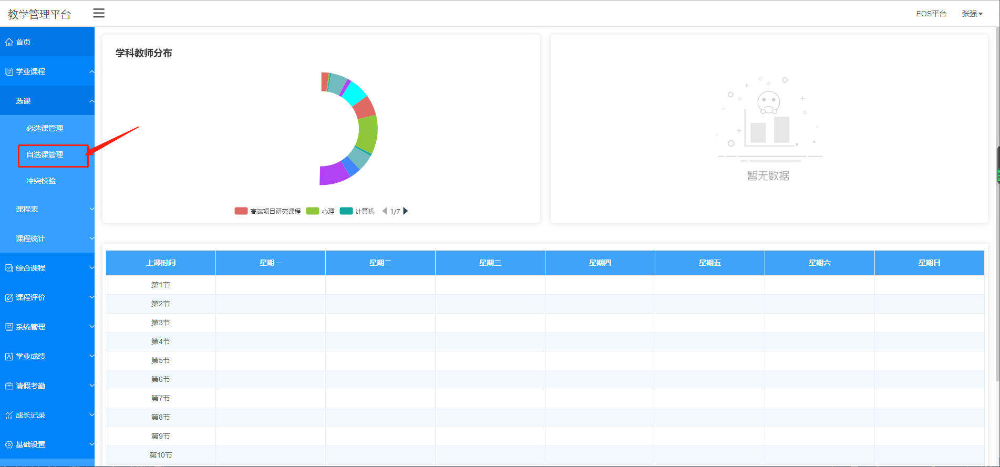 教学管理平台
EOS平台
张强
首页
学业课程
选课
必选课管理
自选课管理
冲突校验
课程表
课程统计
综合课程
课程评价
系统管理
学业成绩
请假考勤
成长记录
基础设置
学科教师分布
高端项目研究课程 心理 计算机 1/7
暂无数据
上课时间 星期一 星期二 星期三 星期四 星期五 星期六 星期日
第1节
第2节
第3节
第4节
第5节
第6节
第7节
第8节
第9节
第10节